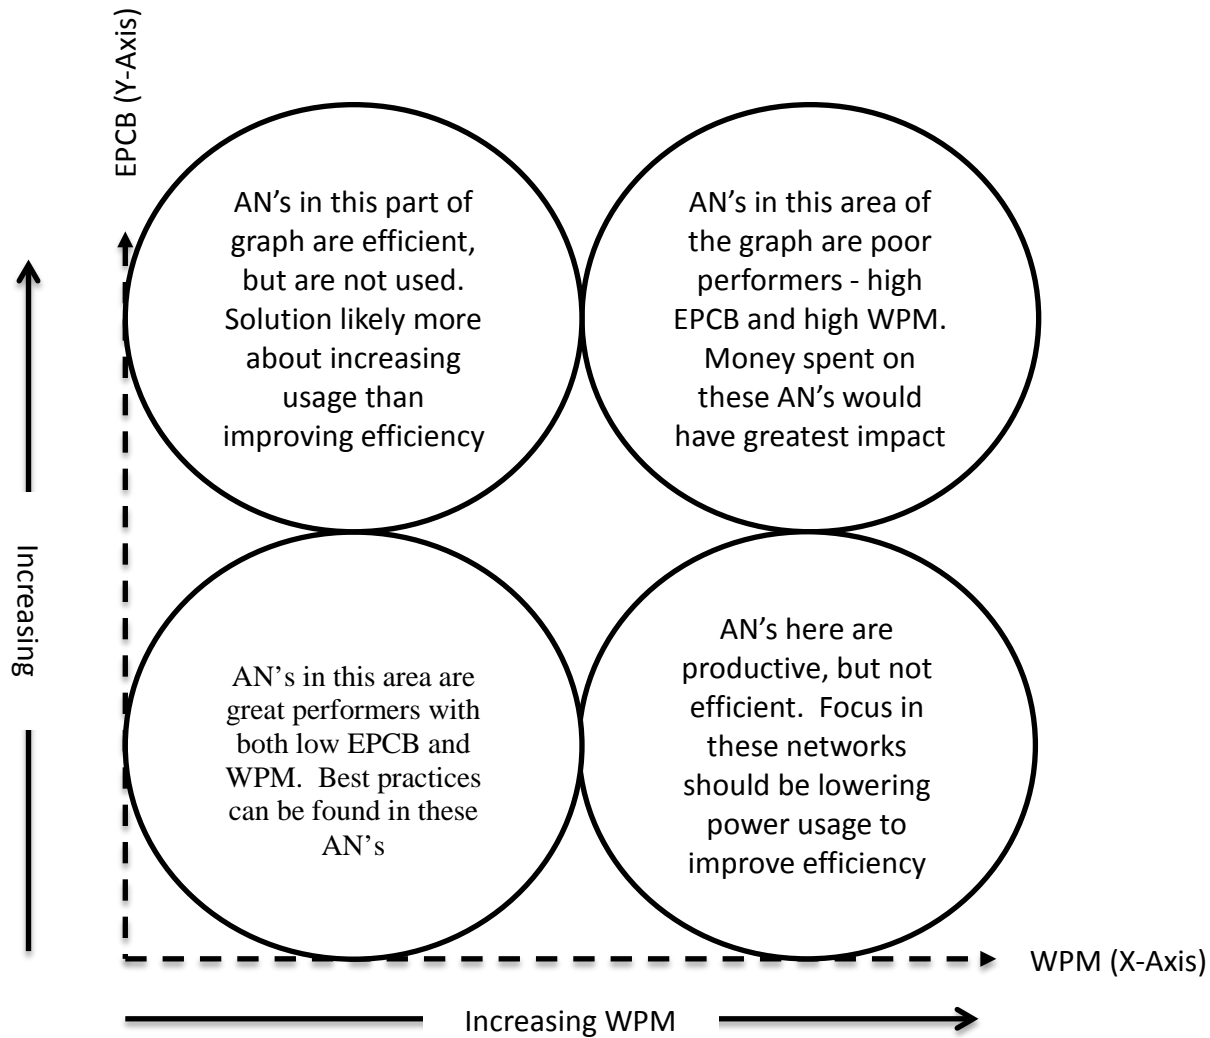 EPCB (Y-Axis)
AN’s in this part of
graph are efficient,
but are not used.
Solution likely more
about increasing
usage than
improving efficiency
AN’s in this area of
the graph are poor
performers - high
EPCB and high WPM.
Money spent on
these AN’s would
have greatest impact
Increasing
AN’s in this area are
great performers with
both low EPCB and
WPM.  Best practices
can be found in these
AN’s
AN’s here are
productive, but not
efficient.  Focus in
these networks
should be lowering
power usage to
improve efficiency
WPM (X-Axis)
Increasing WPM